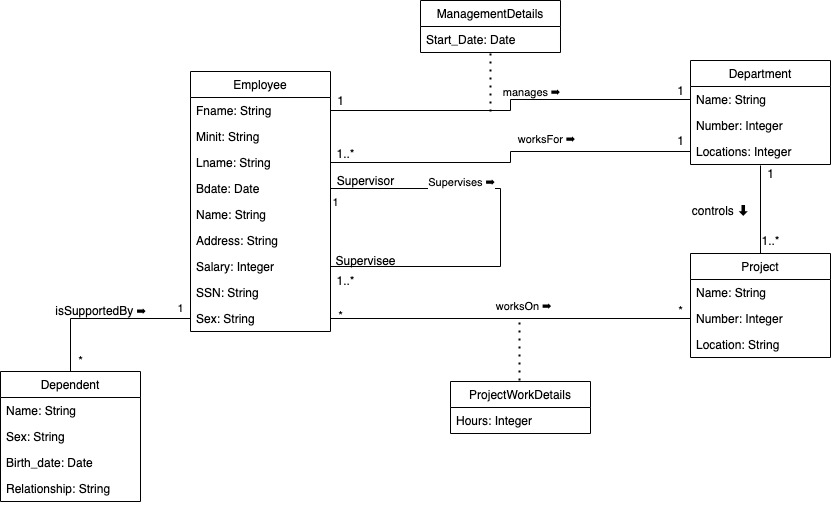 ManagementDetails
Start_Date: Date
Employee
Fname: String
Minit: String
Lname: String
Bdate: Date
Name: String
Address: String
Salary: Integer
SSN: String
Sex: String
1
manages ➡
1
Department
Name: String
Number: Integer
Locations: Integer
1..*
worksFor ➡
1
Supervisor
Supervises ➡
1
Supervisee
1..*
1
controls ⬇
1..*
Project
Name: String
Number: Integer
Location: String
*
worksOn ➡
*
isSupportedBy ➡
1
*
Dependent
Name: String
Sex: String
Birth_date: Date
Relationship: String
ProjectWorkDetails
Hours: Integer